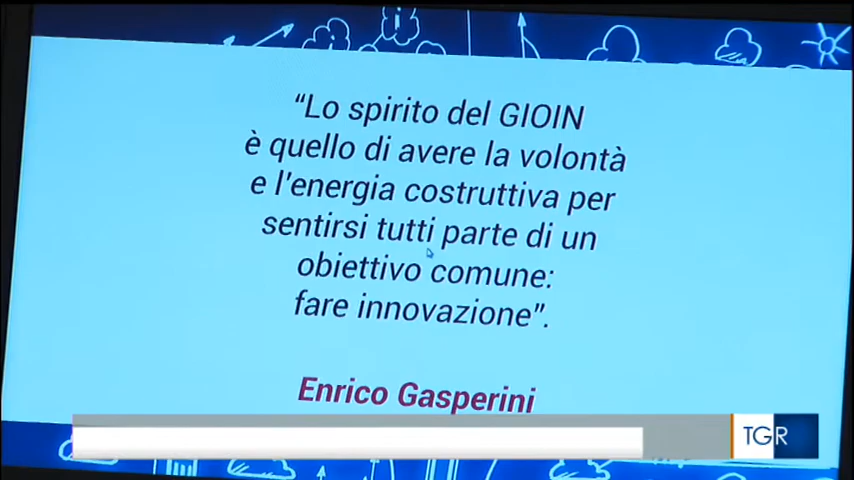 “Lo spirito del GIOIN
è quello di avere la volontà
e l'energia costruttiva per
sentirsi tutti parte di un
obiettivo comune:
fare innovazione”.
Enrico Gasperini
TGR